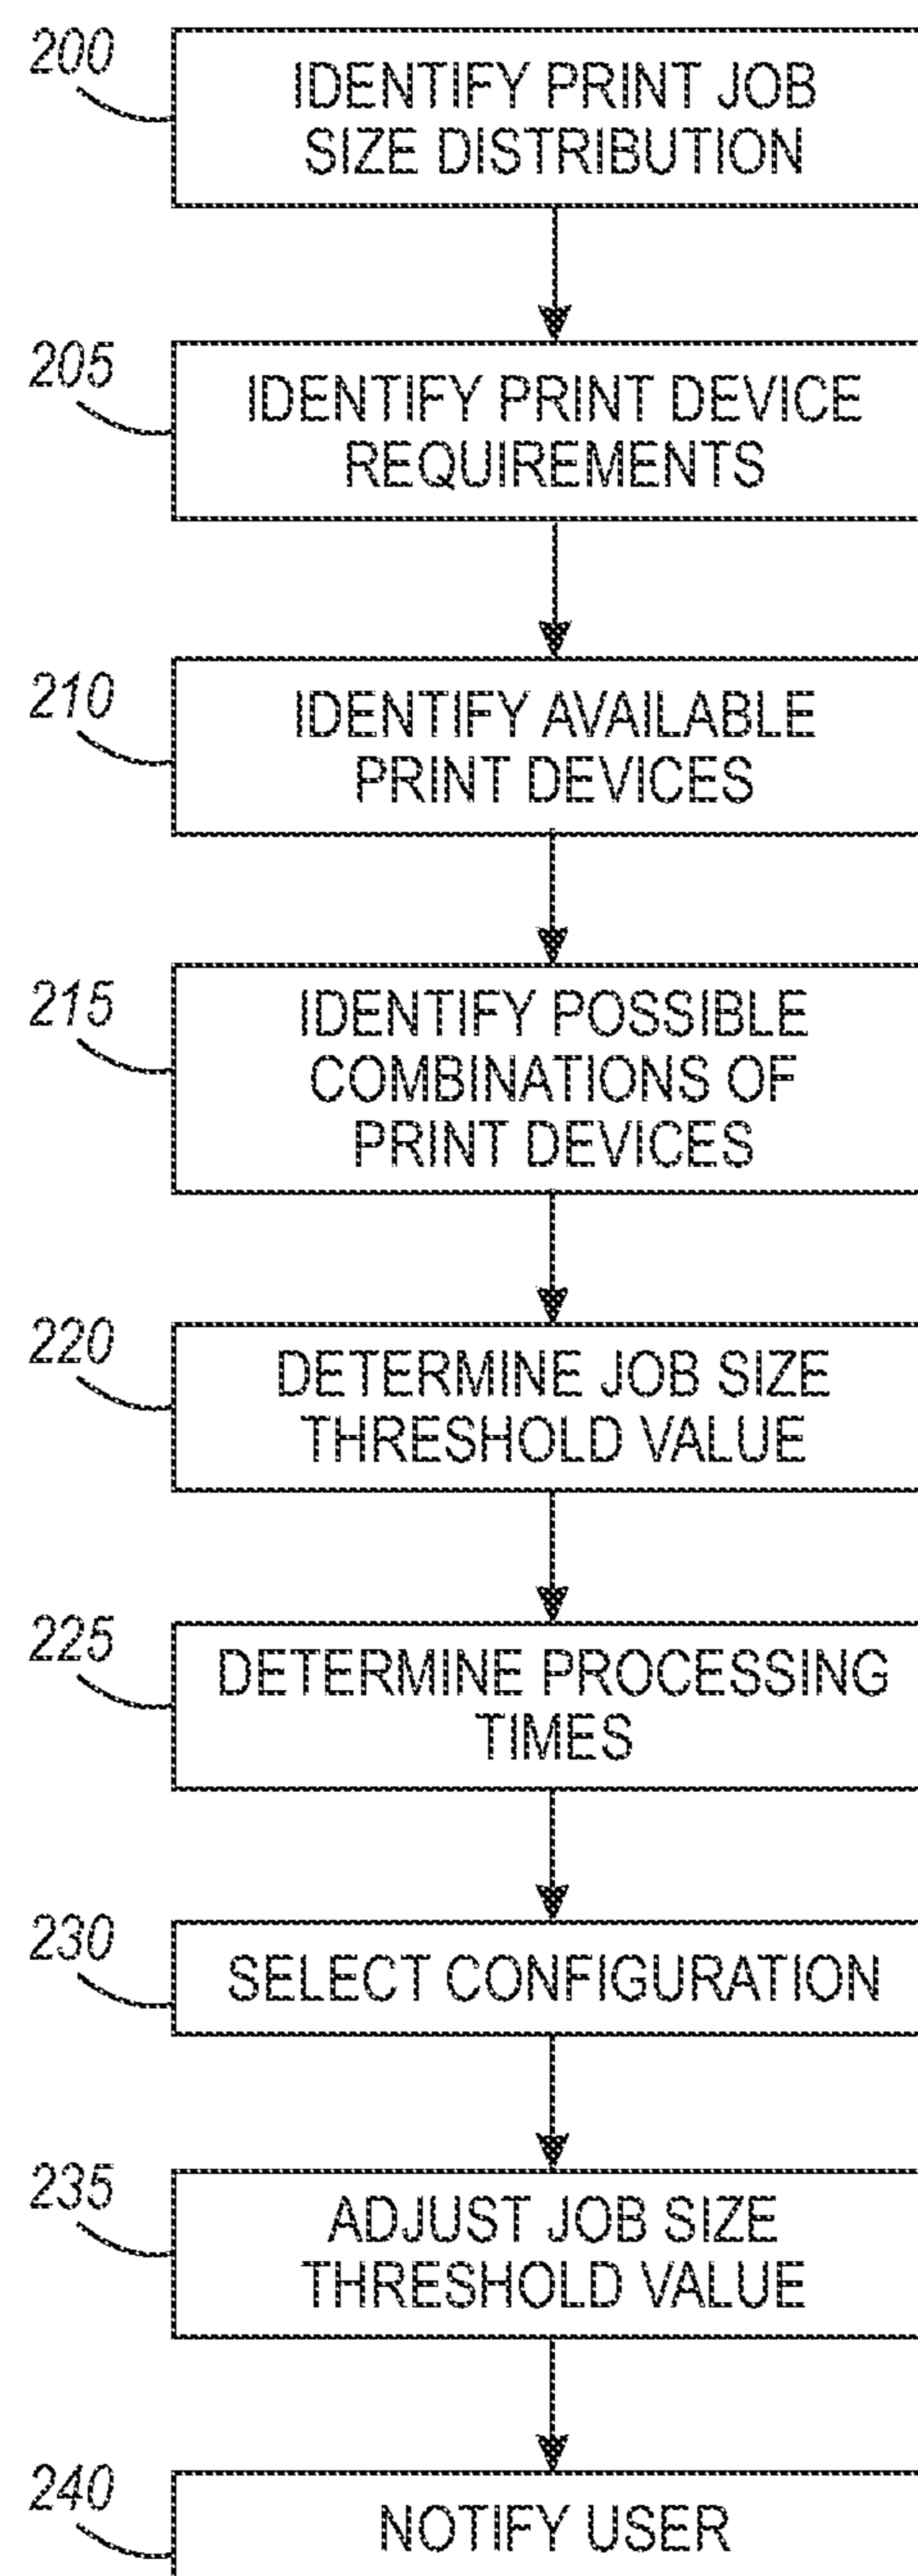 200
IDENTIFY PRINT JOB
SIZE DISTRIBUTION
205
IDENTIFY PRINT DEVICE
REQUIREMENTS
210
IDENTIFY AVAILABLE
PRINT DEVICES
215
IDENTIFY POSSIBLE
COMBINATIONS OF
PRINT DEVICES
220
DETERMINE JOB SIZE
THRESHOLD VALUE
225
DETERMINE PROCESSING
TIMES
230
SELECT CONFIGURATION
235
ADJUST JOB SIZE
THRESHOLD VALUE
240
NOTIFY USER